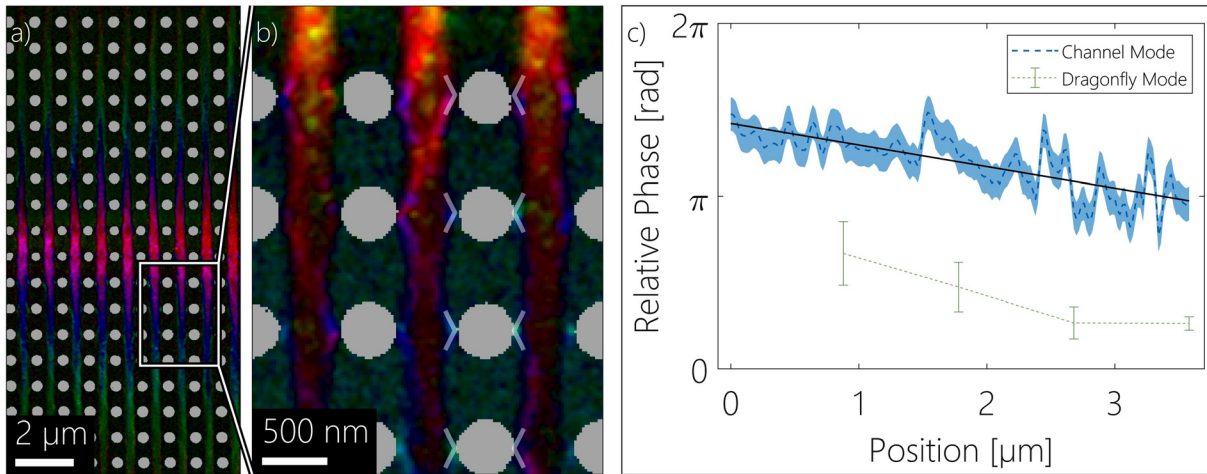 a)
2 μm
b)
500 nm
c)
2π
π
0
Relative Phase [rad]
Channel Mode
Dragonfly Mode
0
1
2
3
Position [μm]